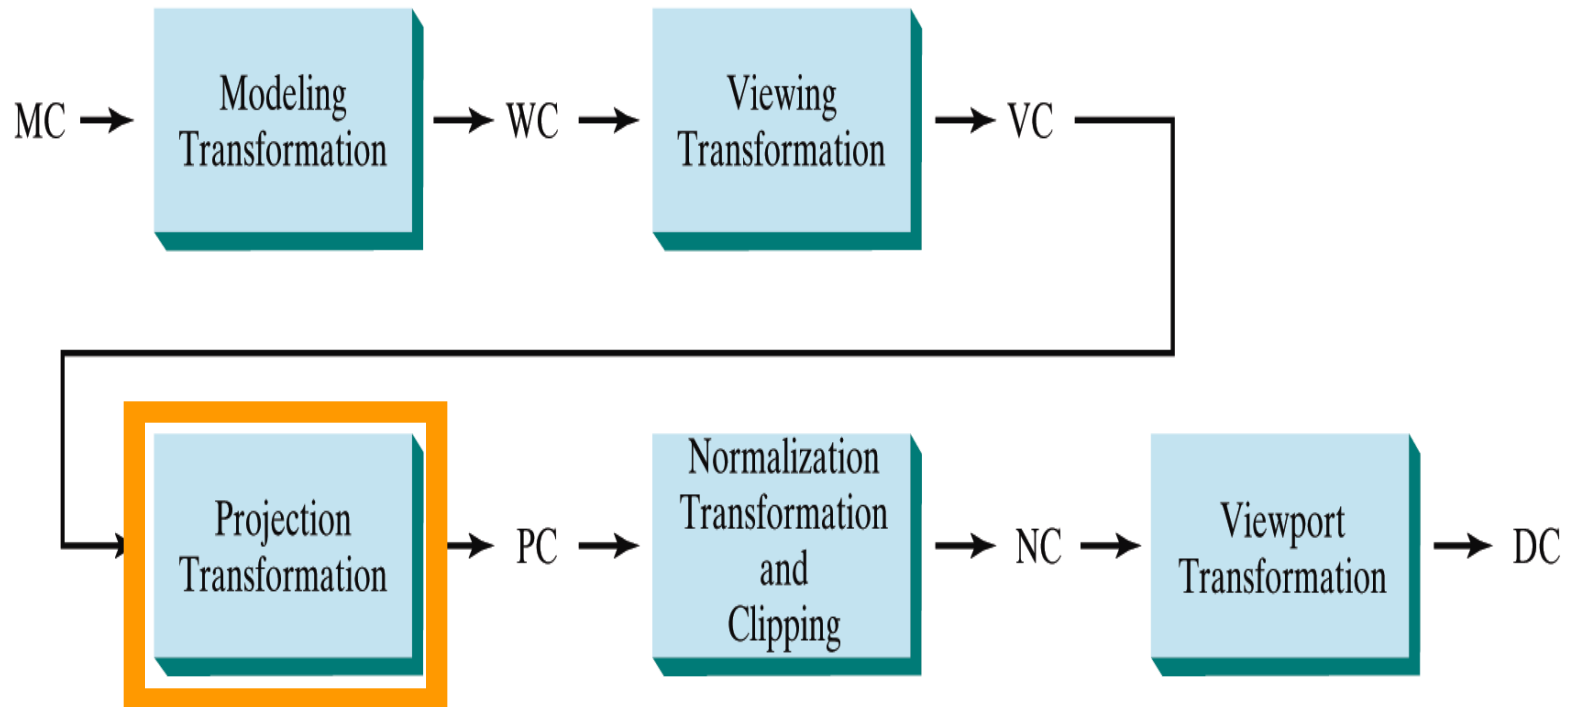 MC
Modeling
Transformation
WC
Viewing
Transformation
VC
Projection
Transformation
PC
Normalization
Transformation
and
Clipping
NC
Viewport
Transformation
DC